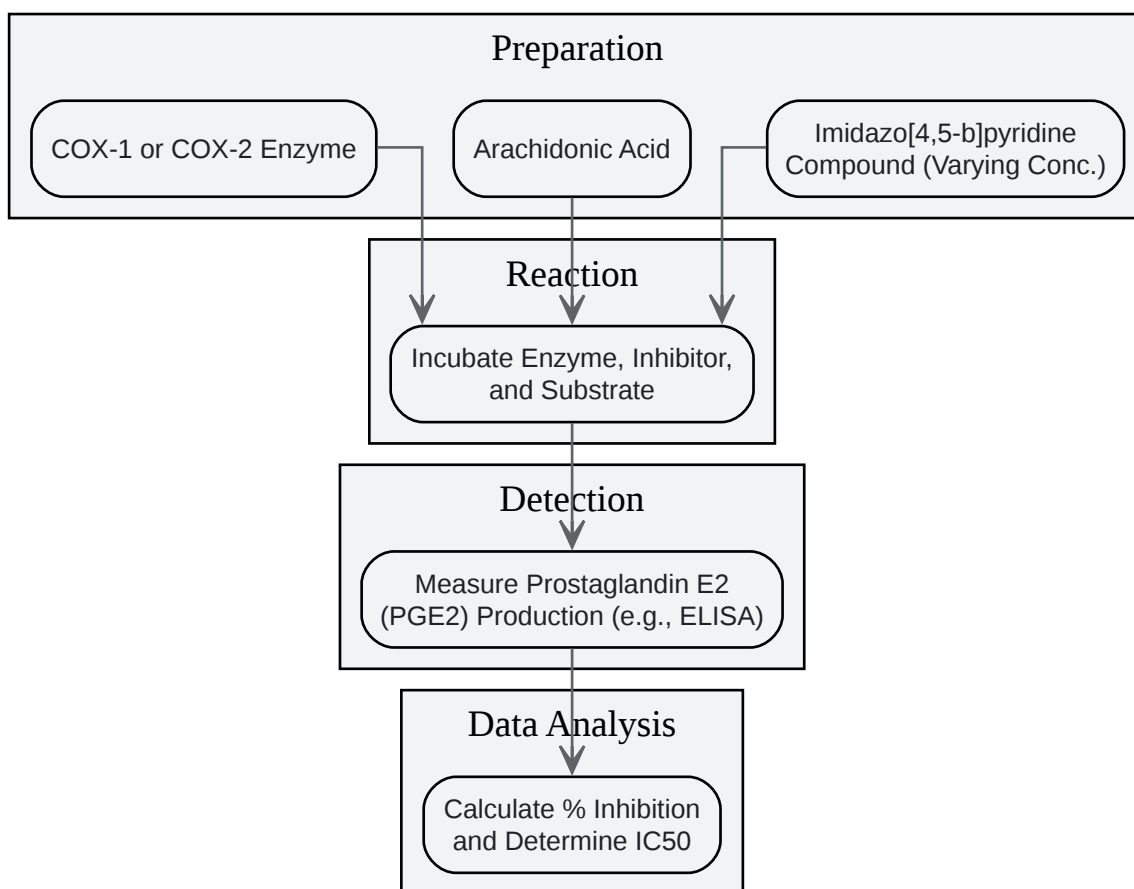 Preparation
COX-1 or COX-2 Enzyme
Arachidonic Acid
Imidazo[4,5-b]pyridine
Compound (Varying Conc.)
Reaction
Incubate Enzyme, Inhibitor,
and Substrate
Detection
Measure Prostaglandin E2
(PGE2) Production (e.g., ELISA)
Data Analysis
Calculate % Inhibition
and Determine IC50